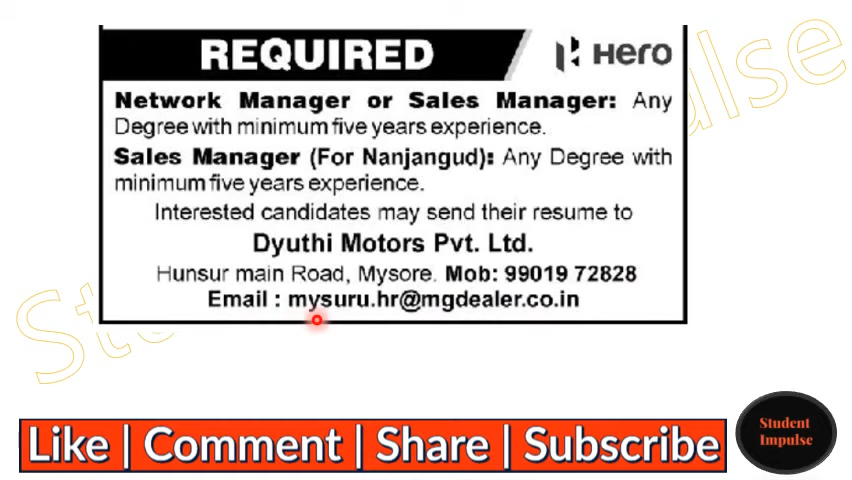 REQUIRED
Hero
Network Manager or Sales Manager: Any
Degree with minimum five years experience.
Sales Manager (For Nanjangud): Any Degree with
minimum five years experience.
Interested candidates may send their resume to
Dyuthi Motors Pvt. Ltd.
Hunsur main Road, Mysore. Mob: 99019 72828
Email : mysuru.hr@mgdealer.co.in
Like | Comment | Share | Subscribe
Student
Impulse